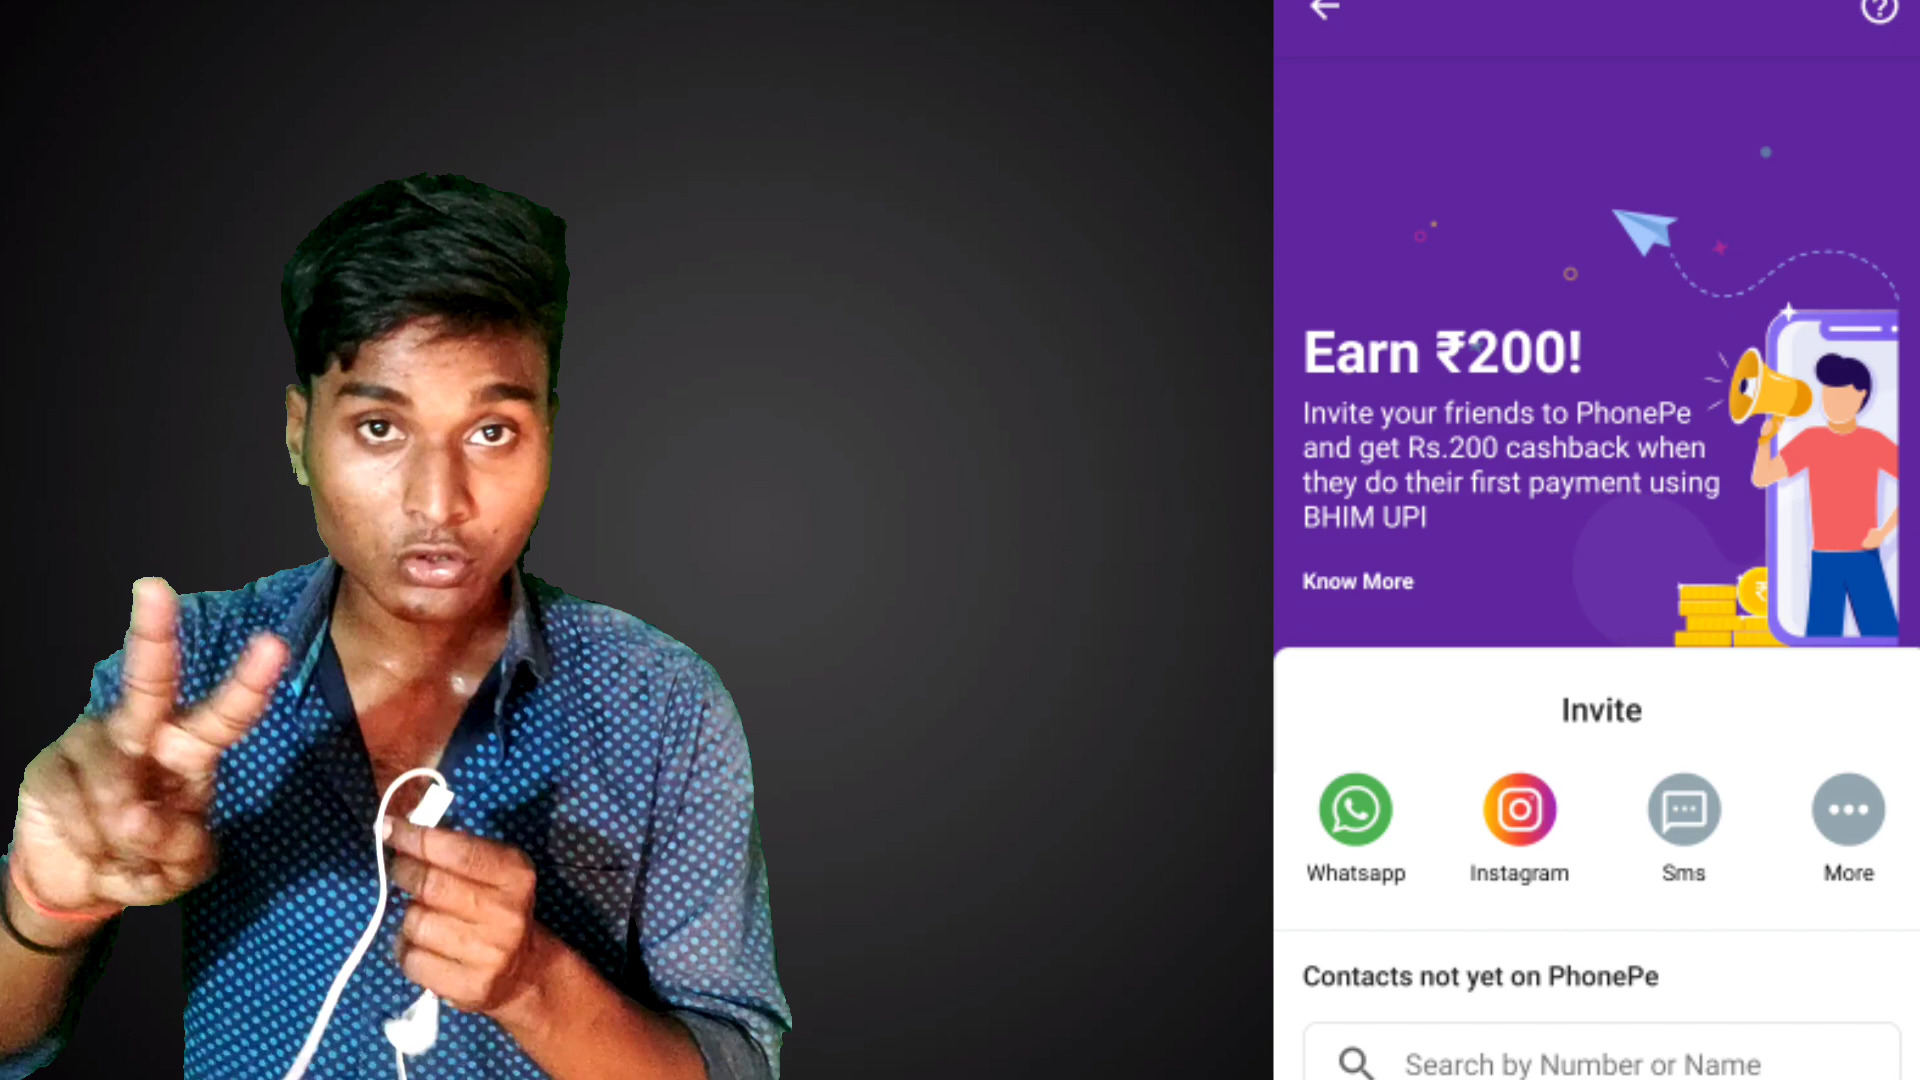 Earn ₹200!
Invite your friends to PhonePe
and get Rs.200 cashback when
they do their first payment using
BHIM UPI
Know More
Invite
Whatsapp
Instagram
Sms
More
Contacts not yet on PhonePe
Search by Number or Name